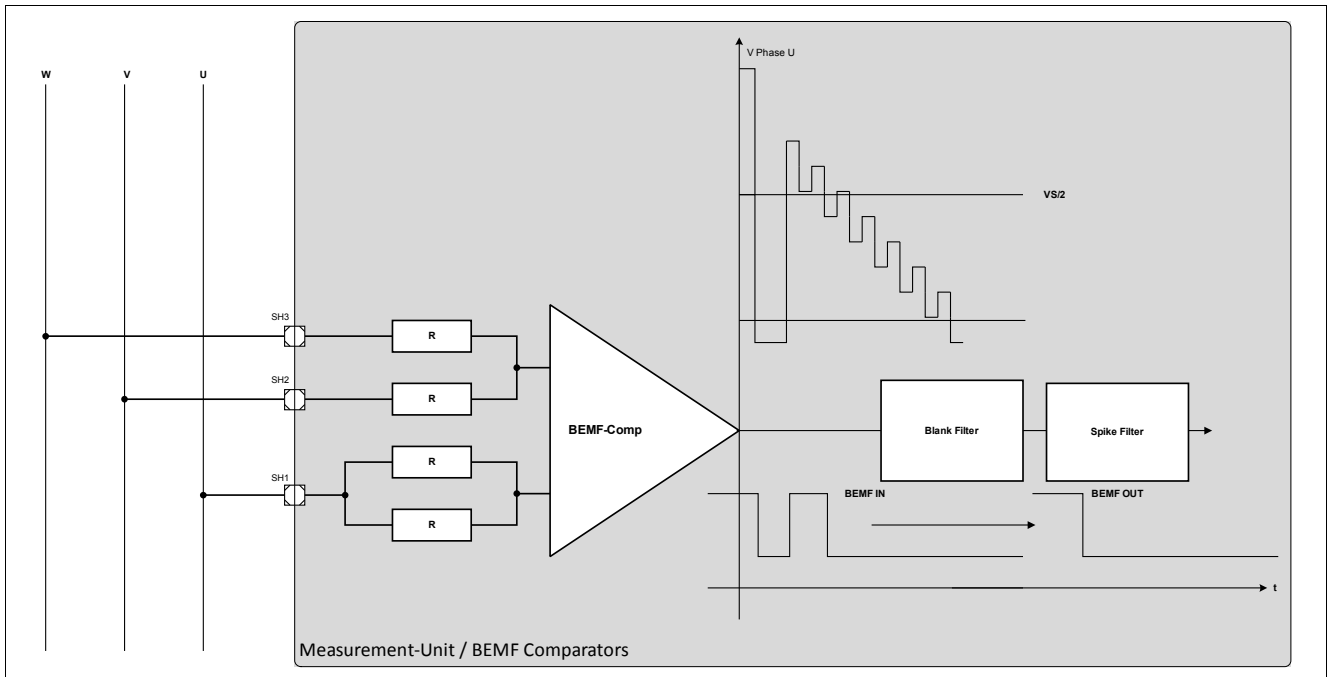 V Phase U
W
V
U
VS/2
SH3
R
SH2
R
BEMF-Comp
Blank Filter
Spike Filter
R
SH1
R
BEMF IN
BEMF OUT
t
Measurement-Unit / BEMF Comparators